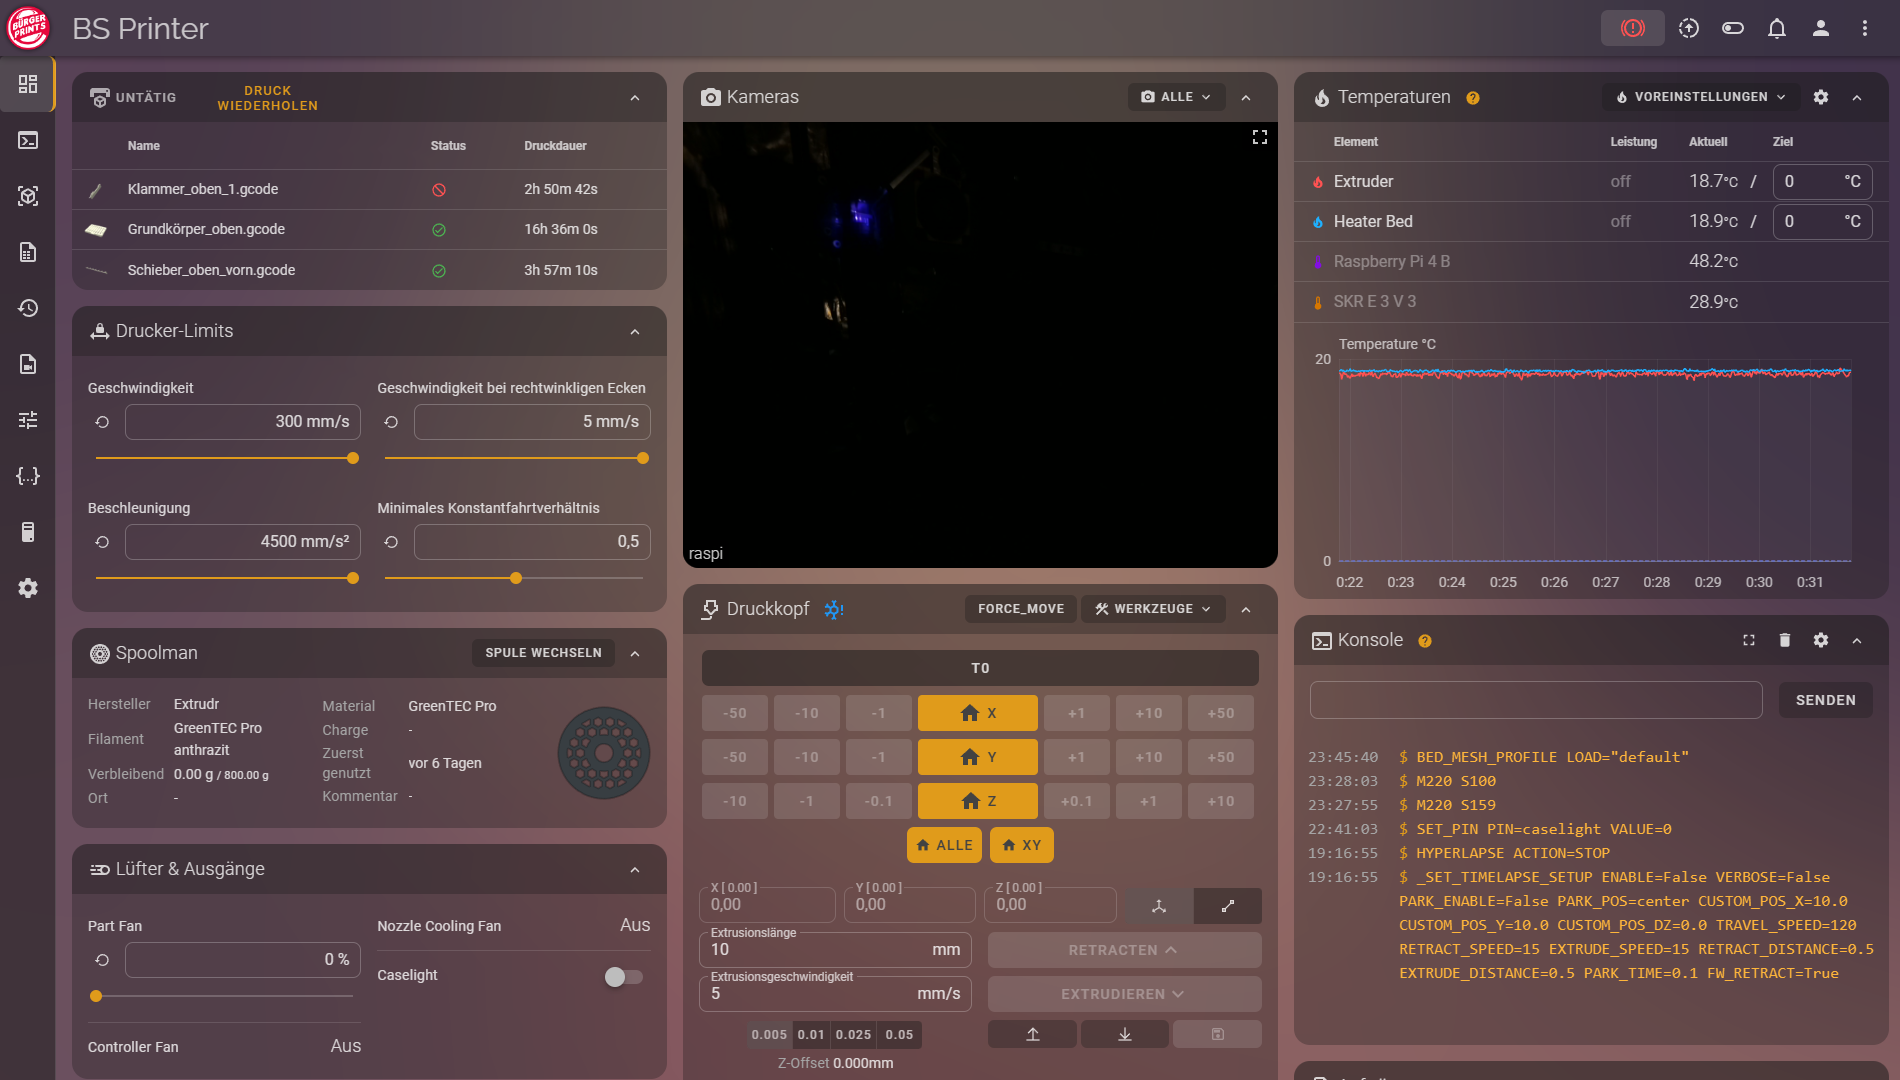 BÜRGER PRINTS
BS Printer
UNTÄTIG
DRUCK
WIEDERHOLEN
Name Status Druckdauer
Klammer_oben_1.gcode 2h 50m 42s
Grundkörper_oben.gcode 16h 36m 0s
Schieber_oben_vorn.gcode 3h 57m 10s
Drucker-Limits
Geschwindigkeit Geschwindigkeit bei rechtwinkligen Ecken
300 mm/s 5 mm/s
Beschleunigung Minimales Konstantfahrtverhältnis
4500 mm/s² 0,5
Spoolman SPULE WECHSELN
Hersteller Extrudr
Filament GreenTEC Pro
anthrazit
Verbleibend 0.00 g / 800.00 g
Ort -
Material GreenTEC Pro
Charge -
Zuerst
genutzt vor 6 Tagen
Kommentar -
Lüfter & Ausgänge
Part Fan
0 %
Controller Fan Aus
Nozzle Cooling Fan Aus
Caselight
Kameras ALLE
raspi
Druckkopf FORCE_MOVE WERKZEUGE
T0
-50 -10 -1 X +1 +10 +50
-50 -10 -1 Y +1 +10 +50
-10 -1 -0.1 Z +0.1 +1 +10
ALLE XY
X [ 0.00 ] Y [ 0.00 ] Z [ 0.00 ]
0,00 0,00 0,00
Extrusionslänge
10 mm RETRACTEN
Extrusionsgeschwindigkeit
5 mm/s EXTRUDIEREN
0.005 0.01 0.025 0.05
Z-Offset 0.000mm
Temperaturen VOREINSTELLUNGEN
Element Leistung Aktuell Ziel
Extruder off 18.7°C / 0 °C
Heater Bed off 18.9°C / 0 °C
Raspberry Pi 4 B 48.2°C
SKR E 3 V 3 28.9°C
Temperature °C
20
0
0:22 0:23 0:24 0:25 0:26 0:27 0:28 0:29 0:30 0:31
Konsole
SENDEN
23:45:40 $ BED_MESH_PROFILE LOAD="default"
23:28:03 $ M220 S100
23:27:55 $ M220 S159
22:41:03 $ SET_PIN PIN=caselight VALUE=0
19:16:55 $ HYPERLAPSE ACTION=STOP
19:16:55 $ _SET_TIMELAPSE_SETUP ENABLE=False VERBOSE=False
PARK_ENABLE=False PARK_POS=center CUSTOM_POS_X=10.0
CUSTOM_POS_Y=10.0 CUSTOM_POS_DZ=0.0 TRAVEL_SPEED=120
RETRACT_SPEED=15 EXTRUDE_SPEED=15 RETRACT_DISTANCE=0.5
EXTRUDE_DISTANCE=0.5 PARK_TIME=0.1 FW_RETRACT=True